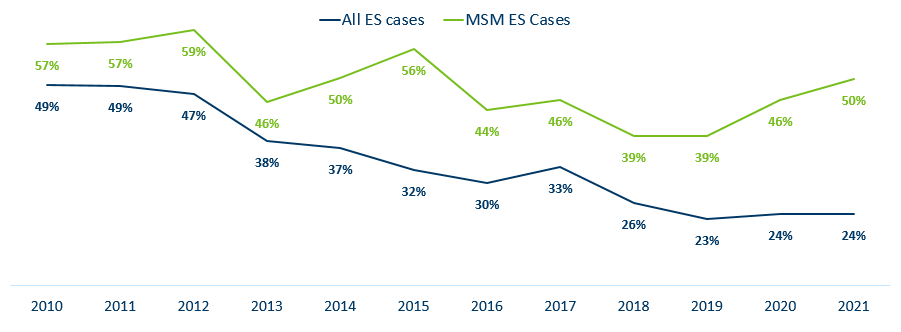 All ES cases MSM ES Cases
57% 57% 59% 46% 50% 56% 44% 46% 39% 39% 46% 50%
49% 49% 47% 38% 37% 32% 30% 33% 26% 23% 24% 24%
2010 2011 2012 2013 2014 2015 2016 2017 2018 2019 2020 2021